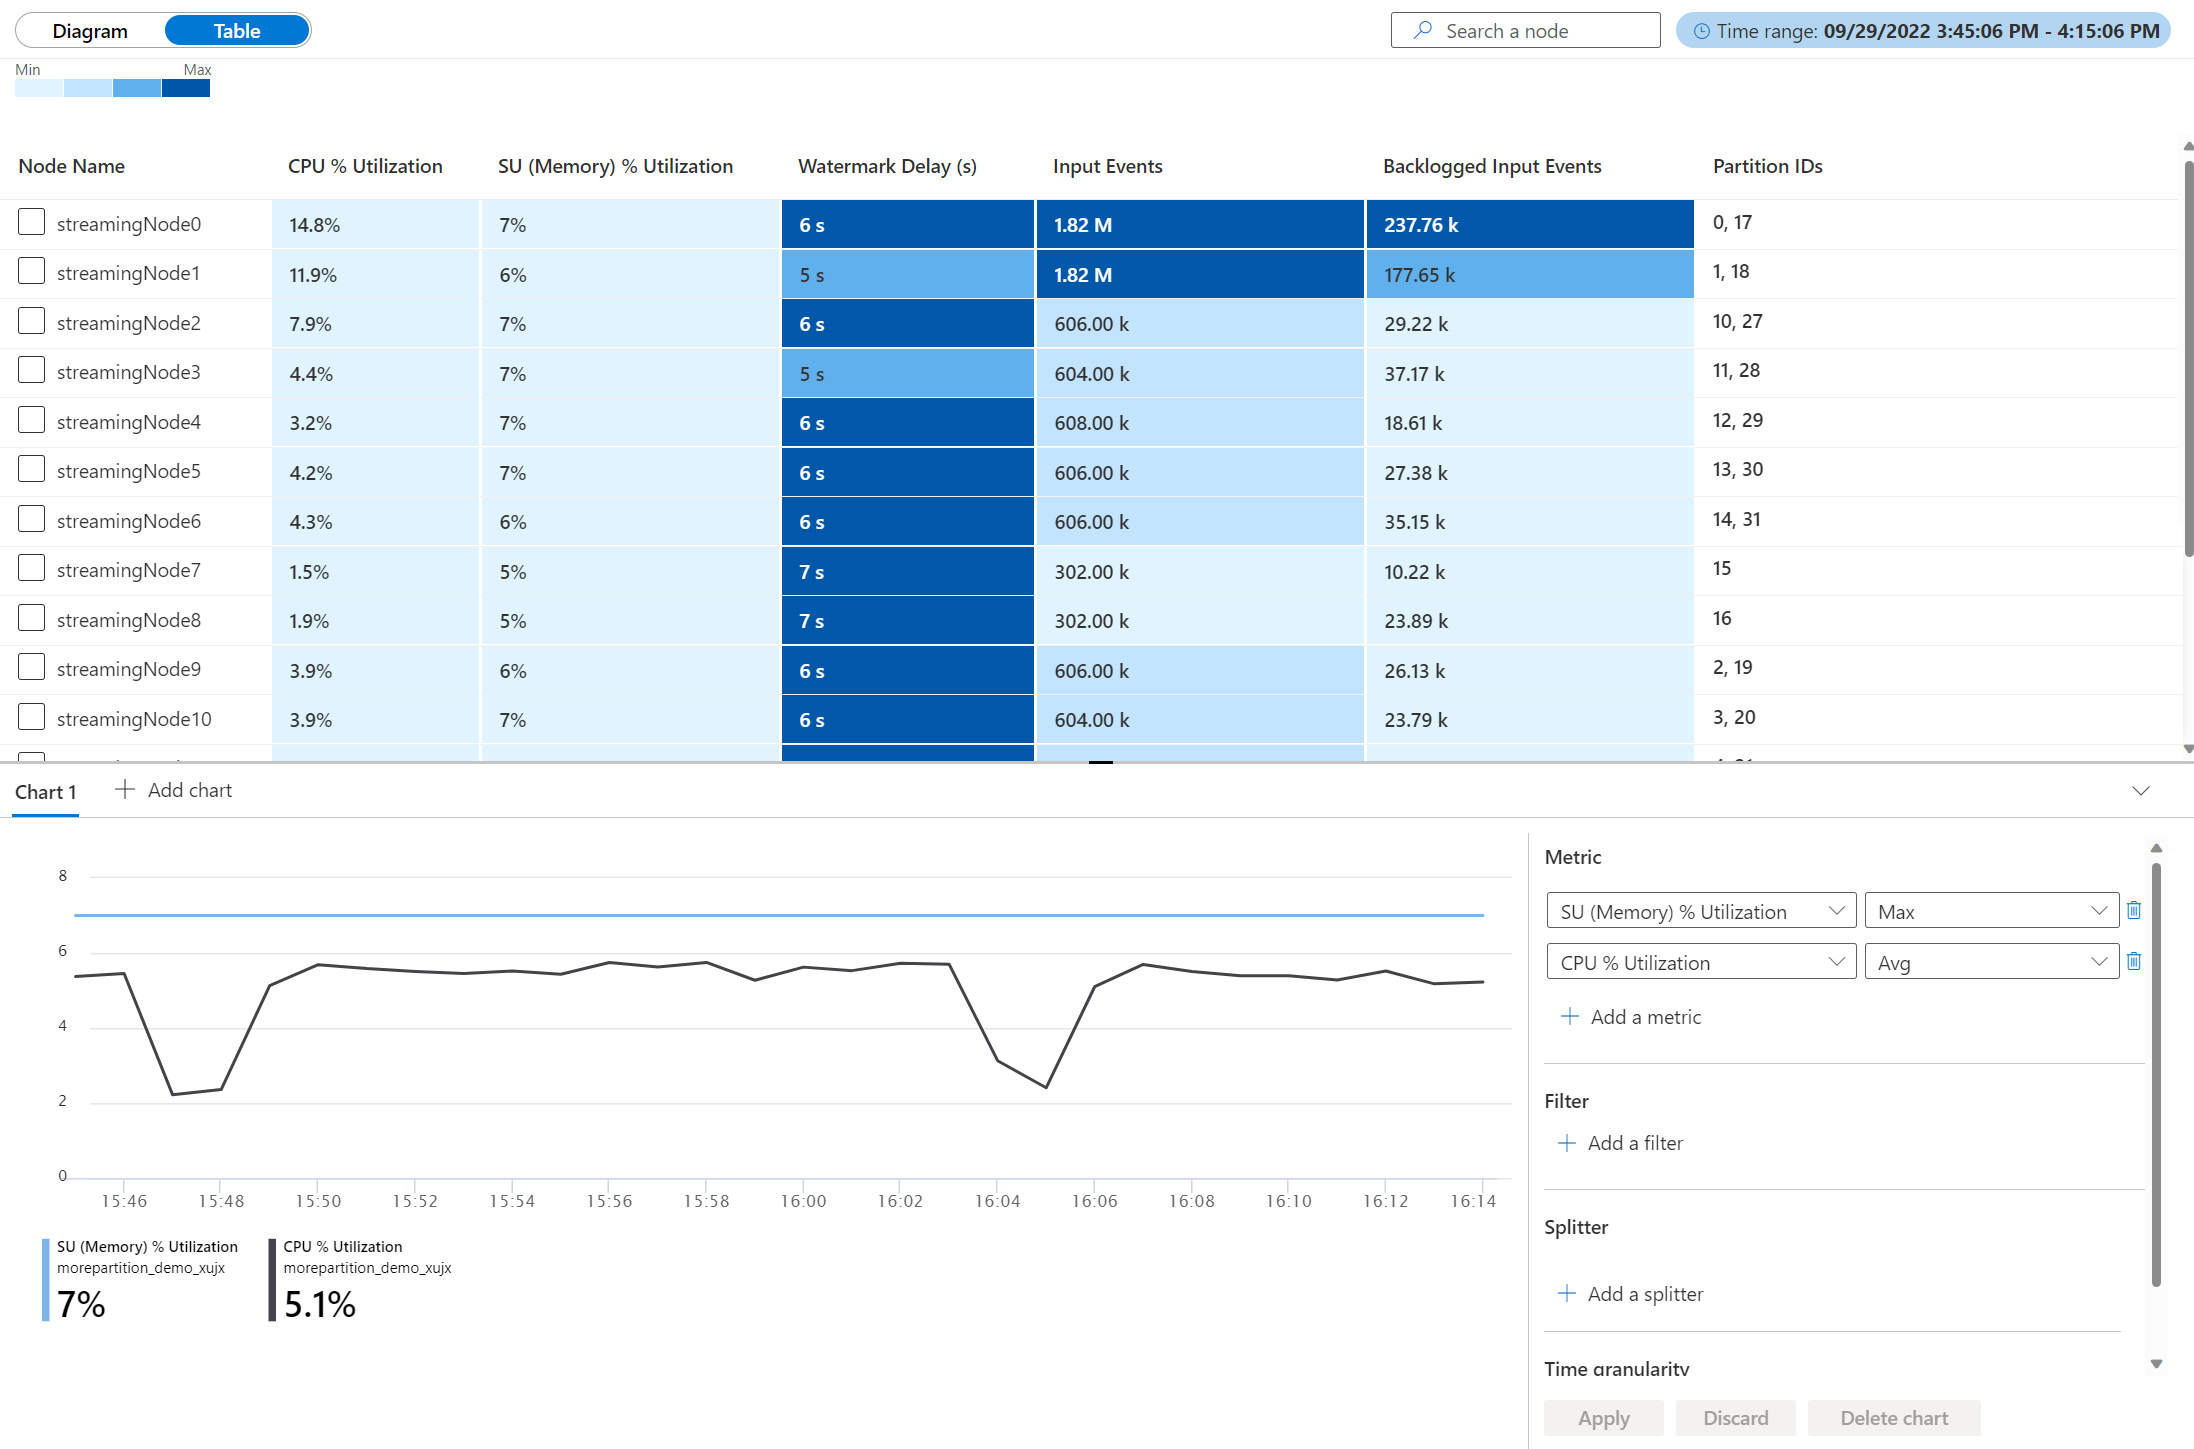 Diagram Table Search a node Time range: 09/29/2022 3:45:06 PM - 4:15:06 PM
Min Max
Node Name CPU % Utilization SU (Memory) % Utilization Watermark Delay (s) Input Events Backlogged Input Events Partition IDs
streamingNode0 14.8% 7% 6 s 1.82 M 237.76 k 0, 17
streamingNode1 11.9% 6% 5 s 1.82 M 177.65 k 1, 18
streamingNode2 7.9% 7% 6 s 606.00 k 29.22 k 10, 27
streamingNode3 4.4% 7% 5 s 604.00 k 37.17 k 11, 28
streamingNode4 3.2% 7% 6 s 608.00 k 18.61 k 12, 29
streamingNode5 4.2% 7% 6 s 606.00 k 27.38 k 13, 30
streamingNode6 4.3% 6% 6 s 606.00 k 35.15 k 14, 31
streamingNode7 1.5% 5% 7 s 302.00 k 10.22 k 15
streamingNode8 1.9% 5% 7 s 302.00 k 23.89 k 16
streamingNode9 3.9% 6% 6 s 606.00 k 26.13 k 2, 19
streamingNode10 3.9% 7% 6 s 604.00 k 23.79 k 3, 20
Chart 1 Add chart
8
6
4
2
0
15:46 15:48 15:50 15:52 15:54 15:56 15:58 16:00 16:02 16:04 16:06 16:08 16:10 16:12 16:14
SU (Memory) % Utilization
morepartition_demo_xujx
7%
CPU % Utilization
morepartition_demo_xujx
5.1%
Metric
SU (Memory) % Utilization Max
CPU % Utilization Avg
Add a metric
Filter
Add a filter
Splitter
Add a splitter
Time granularity
Apply Discard Delete chart